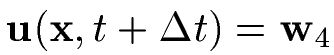 u(x, t + Δt) = w₄